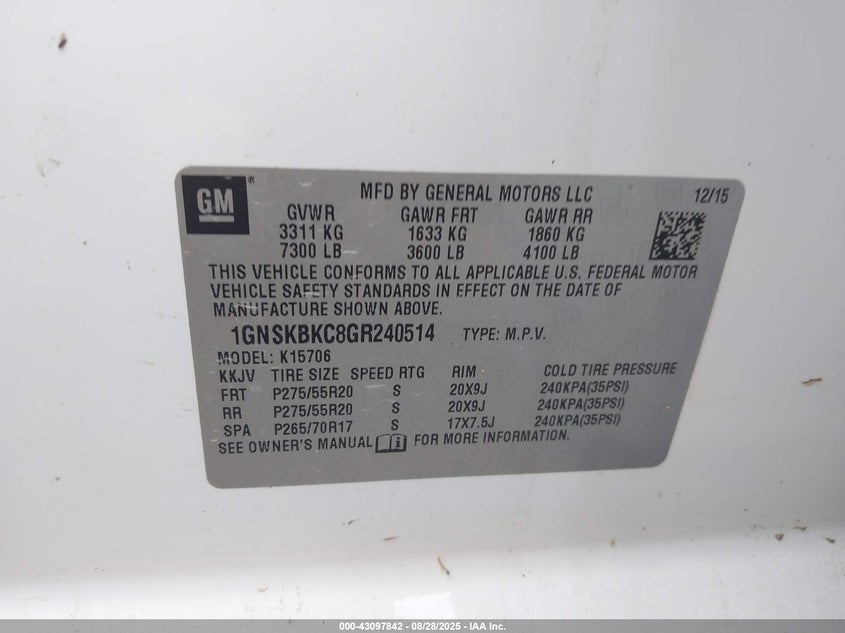 GM
®
MFD BY GENERAL MOTORS LLC 12/15
GVWR GAWR FRT GAWR RR
3311 KG 1633 KG 1860 KG
7300 LB 3600 LB 4100 LB
THIS VEHICLE CONFORMS TO ALL APPLICABLE U.S. FEDERAL MOTOR
VEHICLE SAFETY STANDARDS IN EFFECT ON THE DATE OF
MANUFACTURE SHOWN ABOVE.
1GNSKBKC8GR240514 TYPE: M.P.V.
MODEL: K15706
KKJV TIRE SIZE SPEED RTG RIM COLD TIRE PRESSURE
FRT P275/55R20 S 20X9J 240KPA(35PSI)
RR P275/55R20 S 20X9J 240KPA(35PSI)
SPA P265/70R17 S 17X7.5J 240KPA(35PSI)
SEE OWNER'S MANUAL FOR MORE INFORMATION.
000-43097842 / 08/28/2025 - IAA Inc.